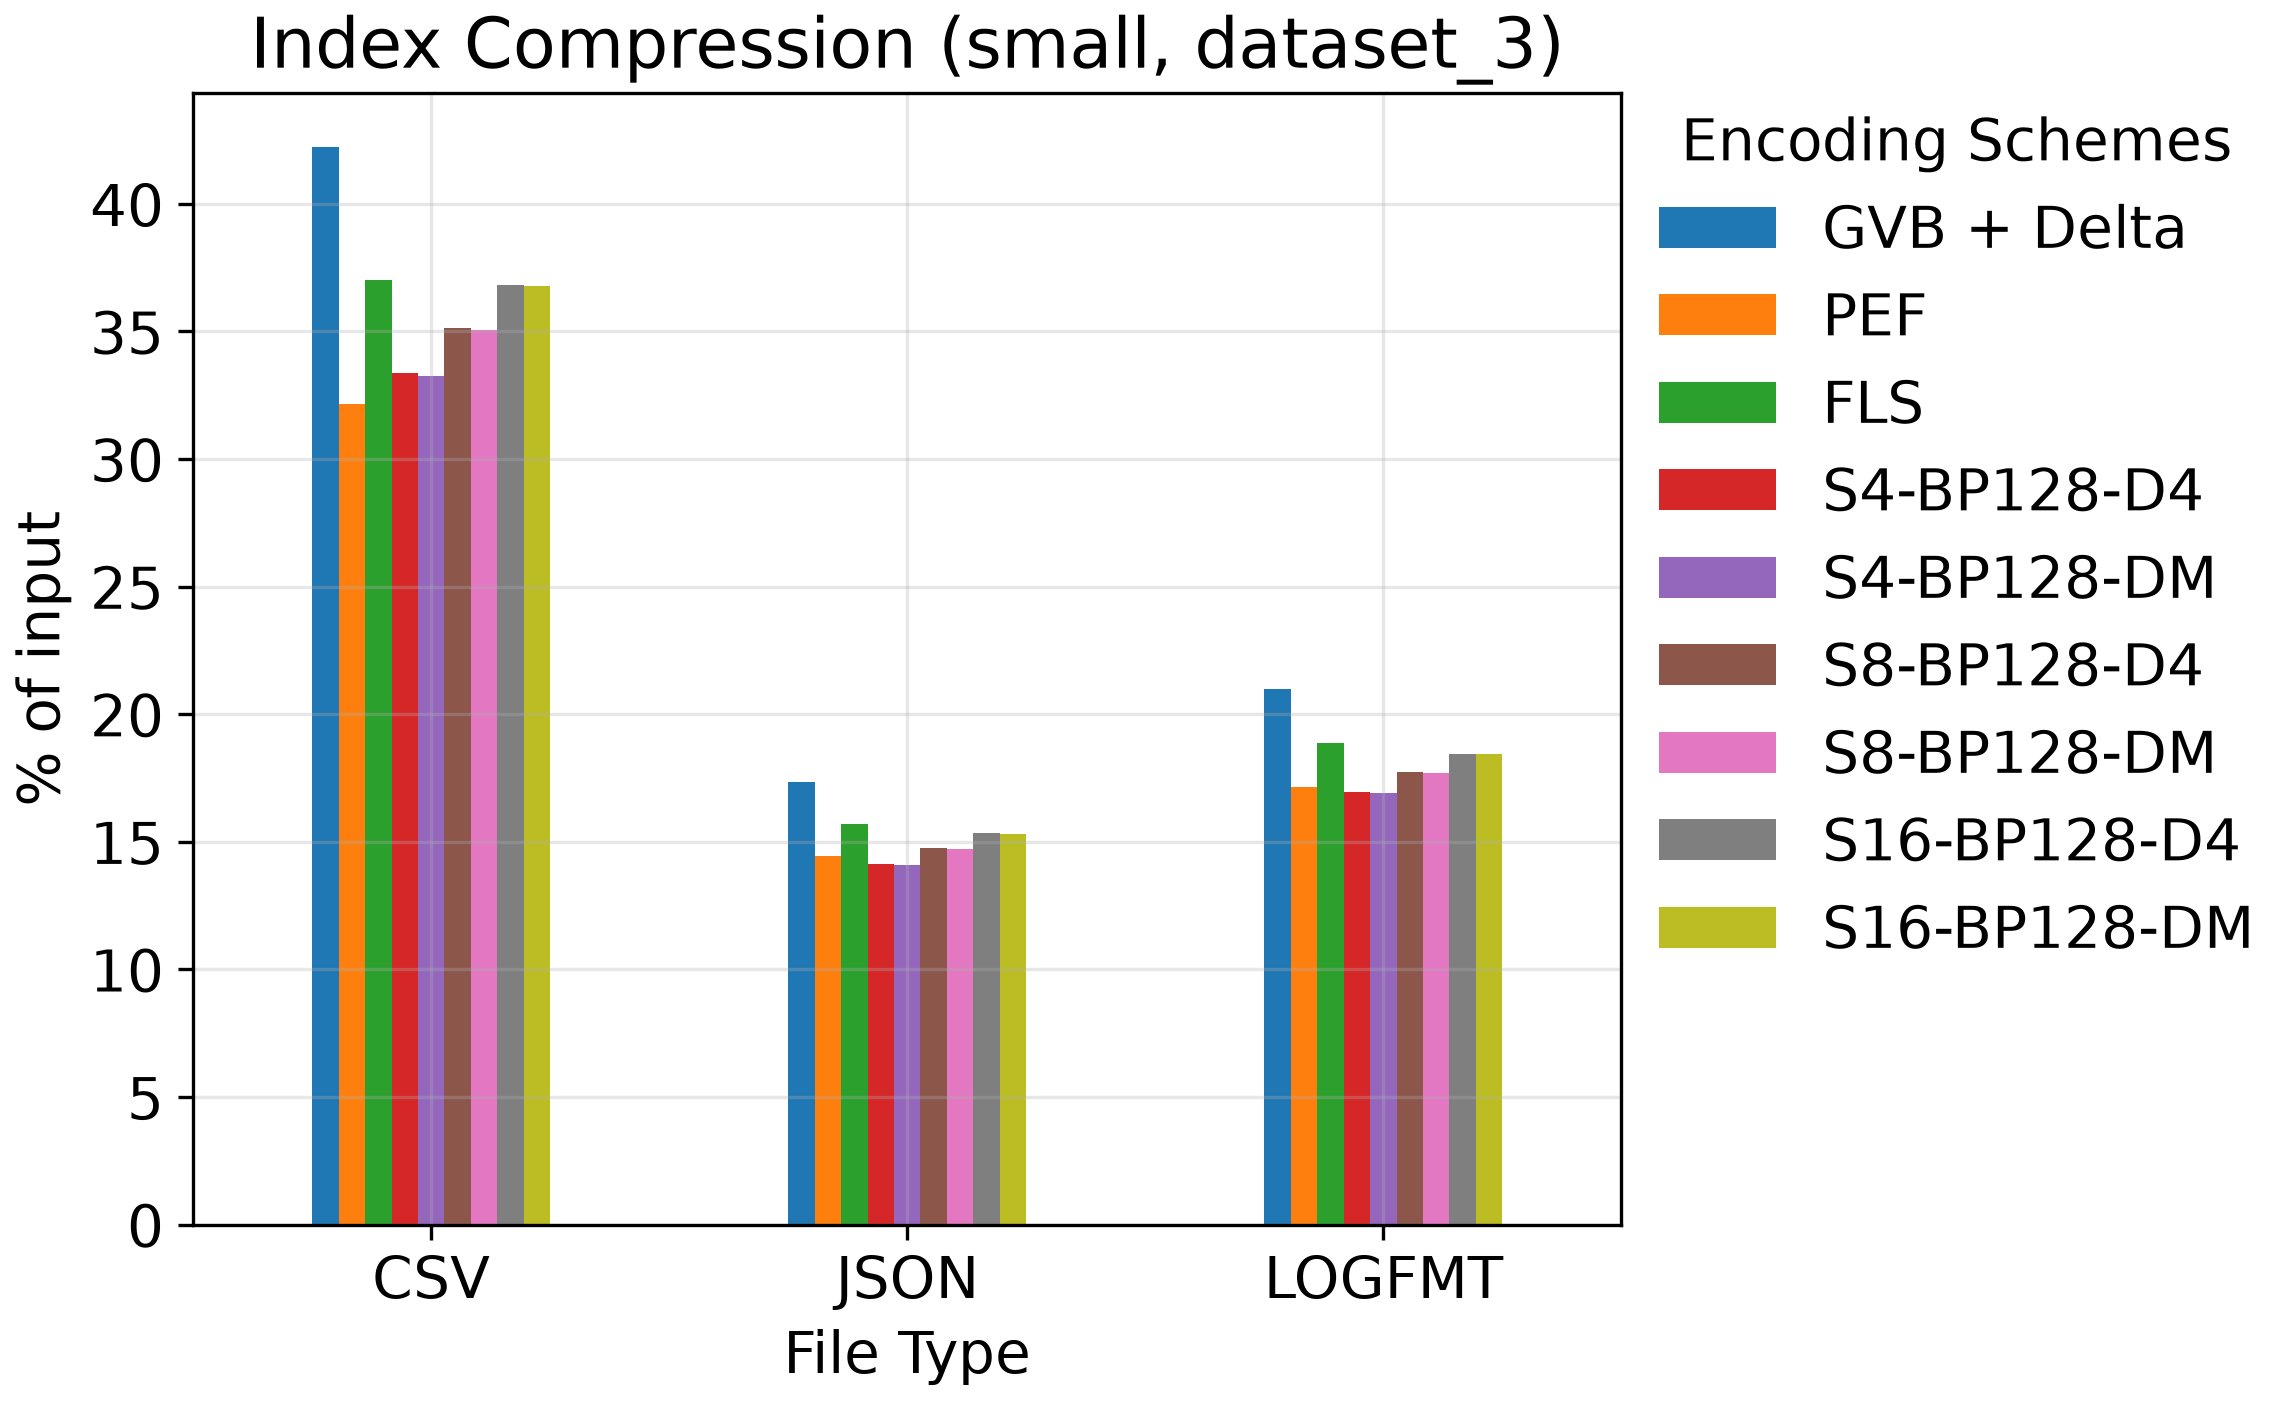 Index Compression (small, dataset_3)
% of input
40
35
30
25
20
15
10
5
0
CSV
JSON
LOGFMT
File Type
Encoding Schemes
GVB + Delta
PEF
FLS
S4-BP128-D4
S4-BP128-DM
S8-BP128-D4
S8-BP128-DM
S16-BP128-D4
S16-BP128-DM